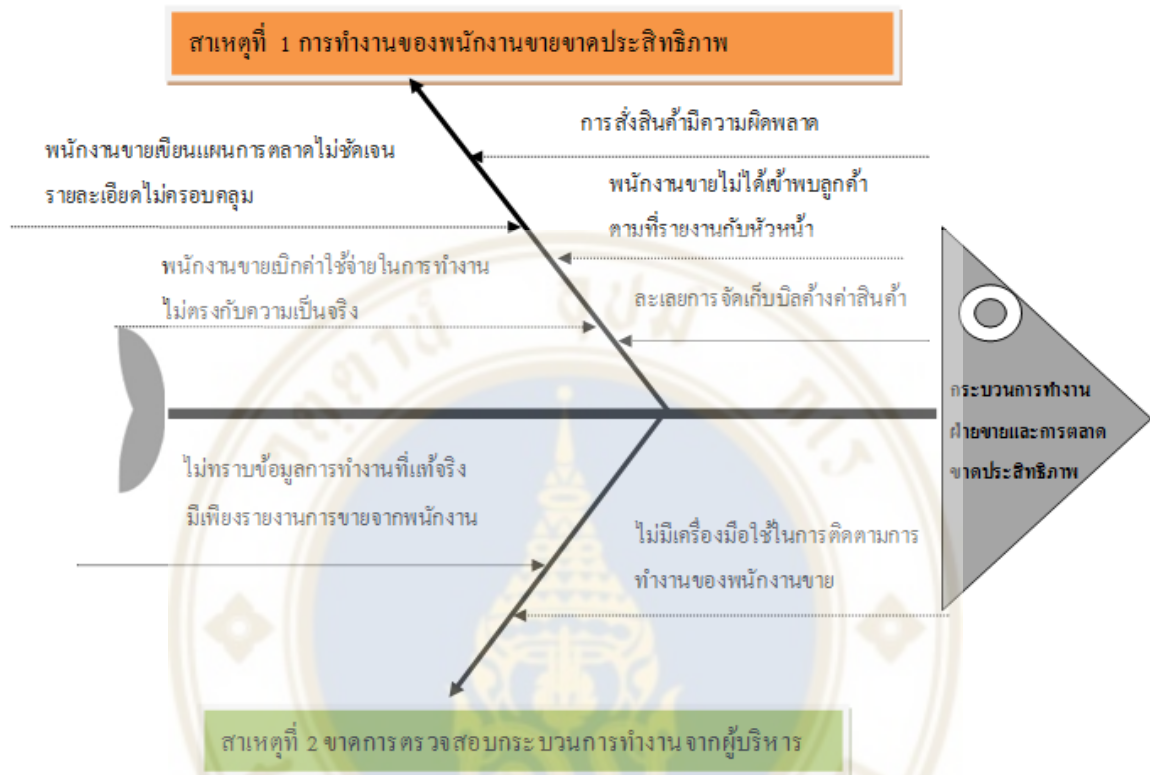 สาเหตุที่ 1 การทำงานของพนักงานขายขาดประสิทธิภาพ
การสั่งสินค้ามีความผิดพลาด
พนักงานขายเขียนแผนการตลาดไม่ชัดเจน
รายละเอียดไม่ครอบคลุม
พนักงานขายไม่ได้เข้าพบลูกค้า
ตามที่รายงานกับหัวหน้า
พนักงานขายเบิกค่าใช้จ่ายในการทำงาน
ไม่ตรงกับความเป็นจริง
ละเลยการจัดเก็บบิลค้างค่าสินค้า
กระบวนการทำงาน
ฝ่ายขายและการตลาด
ขาดประสิทธิภาพ
ไม่ทราบข้อมูลการทำงานที่แท้จริง
มีเพียงรายงานการขายจากพนักงาน
ไม่มีเครื่องมือใช้ในการติดตามการ
ทำงานของพนักงานขาย
สาเหตุที่ 2 ขาดการตรวจสอบกระบวนการทำงานจากผู้บริหาร